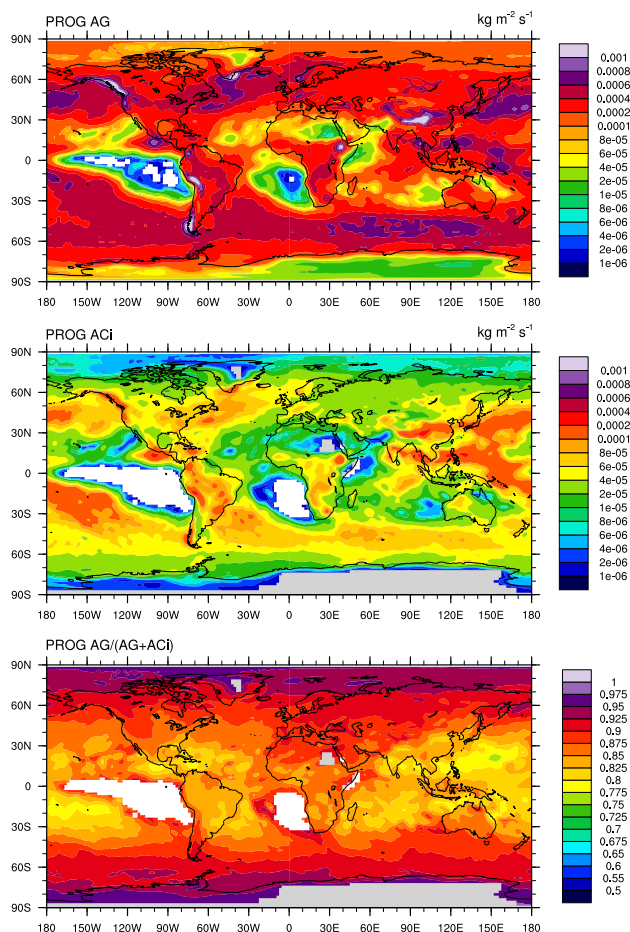 PROG AG kg m⁻² s⁻¹
90N
60N
30N
0
30S
60S
90S
180 150W 120W 90W 60W 30W 0 30E 60E 90E 120E 150E 180
0.001
0.0008
0.0006
0.0004
0.0002
0.0001
8e-05
6e-05
4e-05
2e-05
1e-05
8e-06
6e-06
4e-06
2e-06
1e-06
PROG ACi kg m⁻² s⁻¹
90N
60N
30N
0
30S
60S
90S
180 150W 120W 90W 60W 30W 0 30E 60E 90E 120E 150E 180
0.001
0.0008
0.0006
0.0004
0.0002
0.0001
8e-05
6e-05
4e-05
2e-05
1e-05
8e-06
6e-06
4e-06
2e-06
1e-06
PROG AG/(AG+ACi)
90N
60N
30N
0
30S
60S
90S
180 150W 120W 90W 60W 30W 0 30E 60E 90E 120E 150E 180
1
0.975
0.95
0.925
0.9
0.875
0.85
0.825
0.8
0.775
0.75
0.725
0.7
0.675
0.65
0.6
0.55
0.5